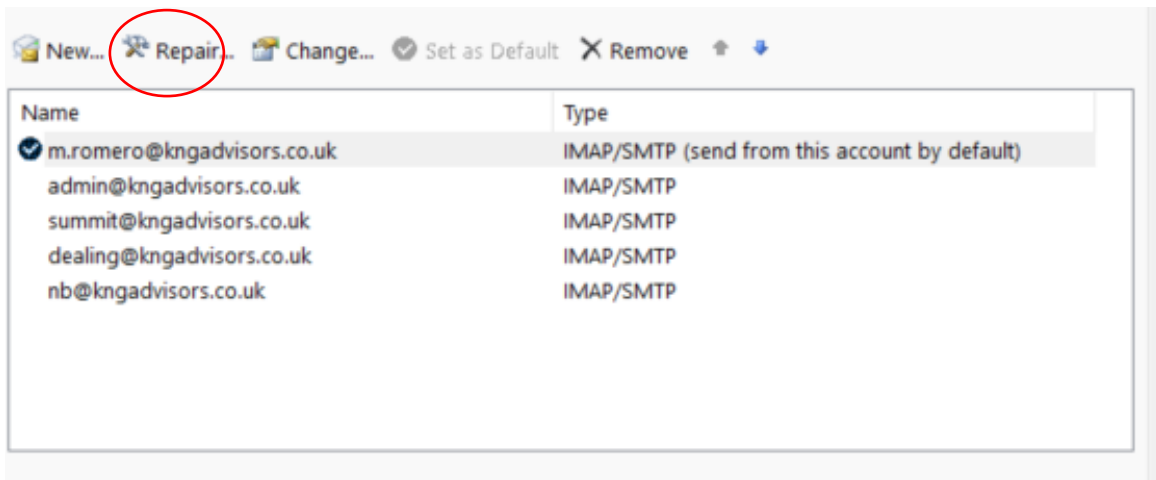 New... Repair... Change... Set as Default Remove
Name Type
m.romero@kngadvisors.co.uk IMAP/SMTP (send from this account by default)
admin@kngadvisors.co.uk IMAP/SMTP
summit@kngadvisors.co.uk IMAP/SMTP
dealing@kngadvisors.co.uk IMAP/SMTP
nb@kngadvisors.co.uk IMAP/SMTP